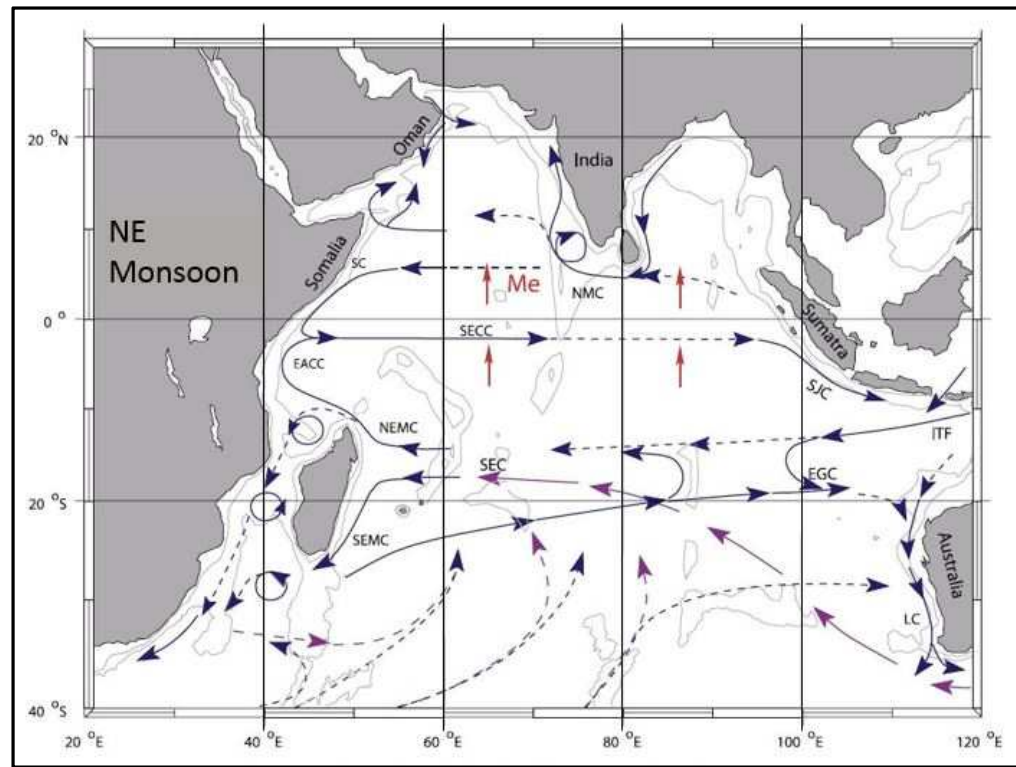 20 °N
Oman
India
NE
Monsoon
Somalia
SC
Me
NMC
0 °
SECC
Sumatra
EACC
SJC
NEMC
ITF
SEC
EGC
20 °S
SEMC
Australia
LC
40 °S
20 °E
40 °E
60 °E
80 °E
100 °E
120 °E